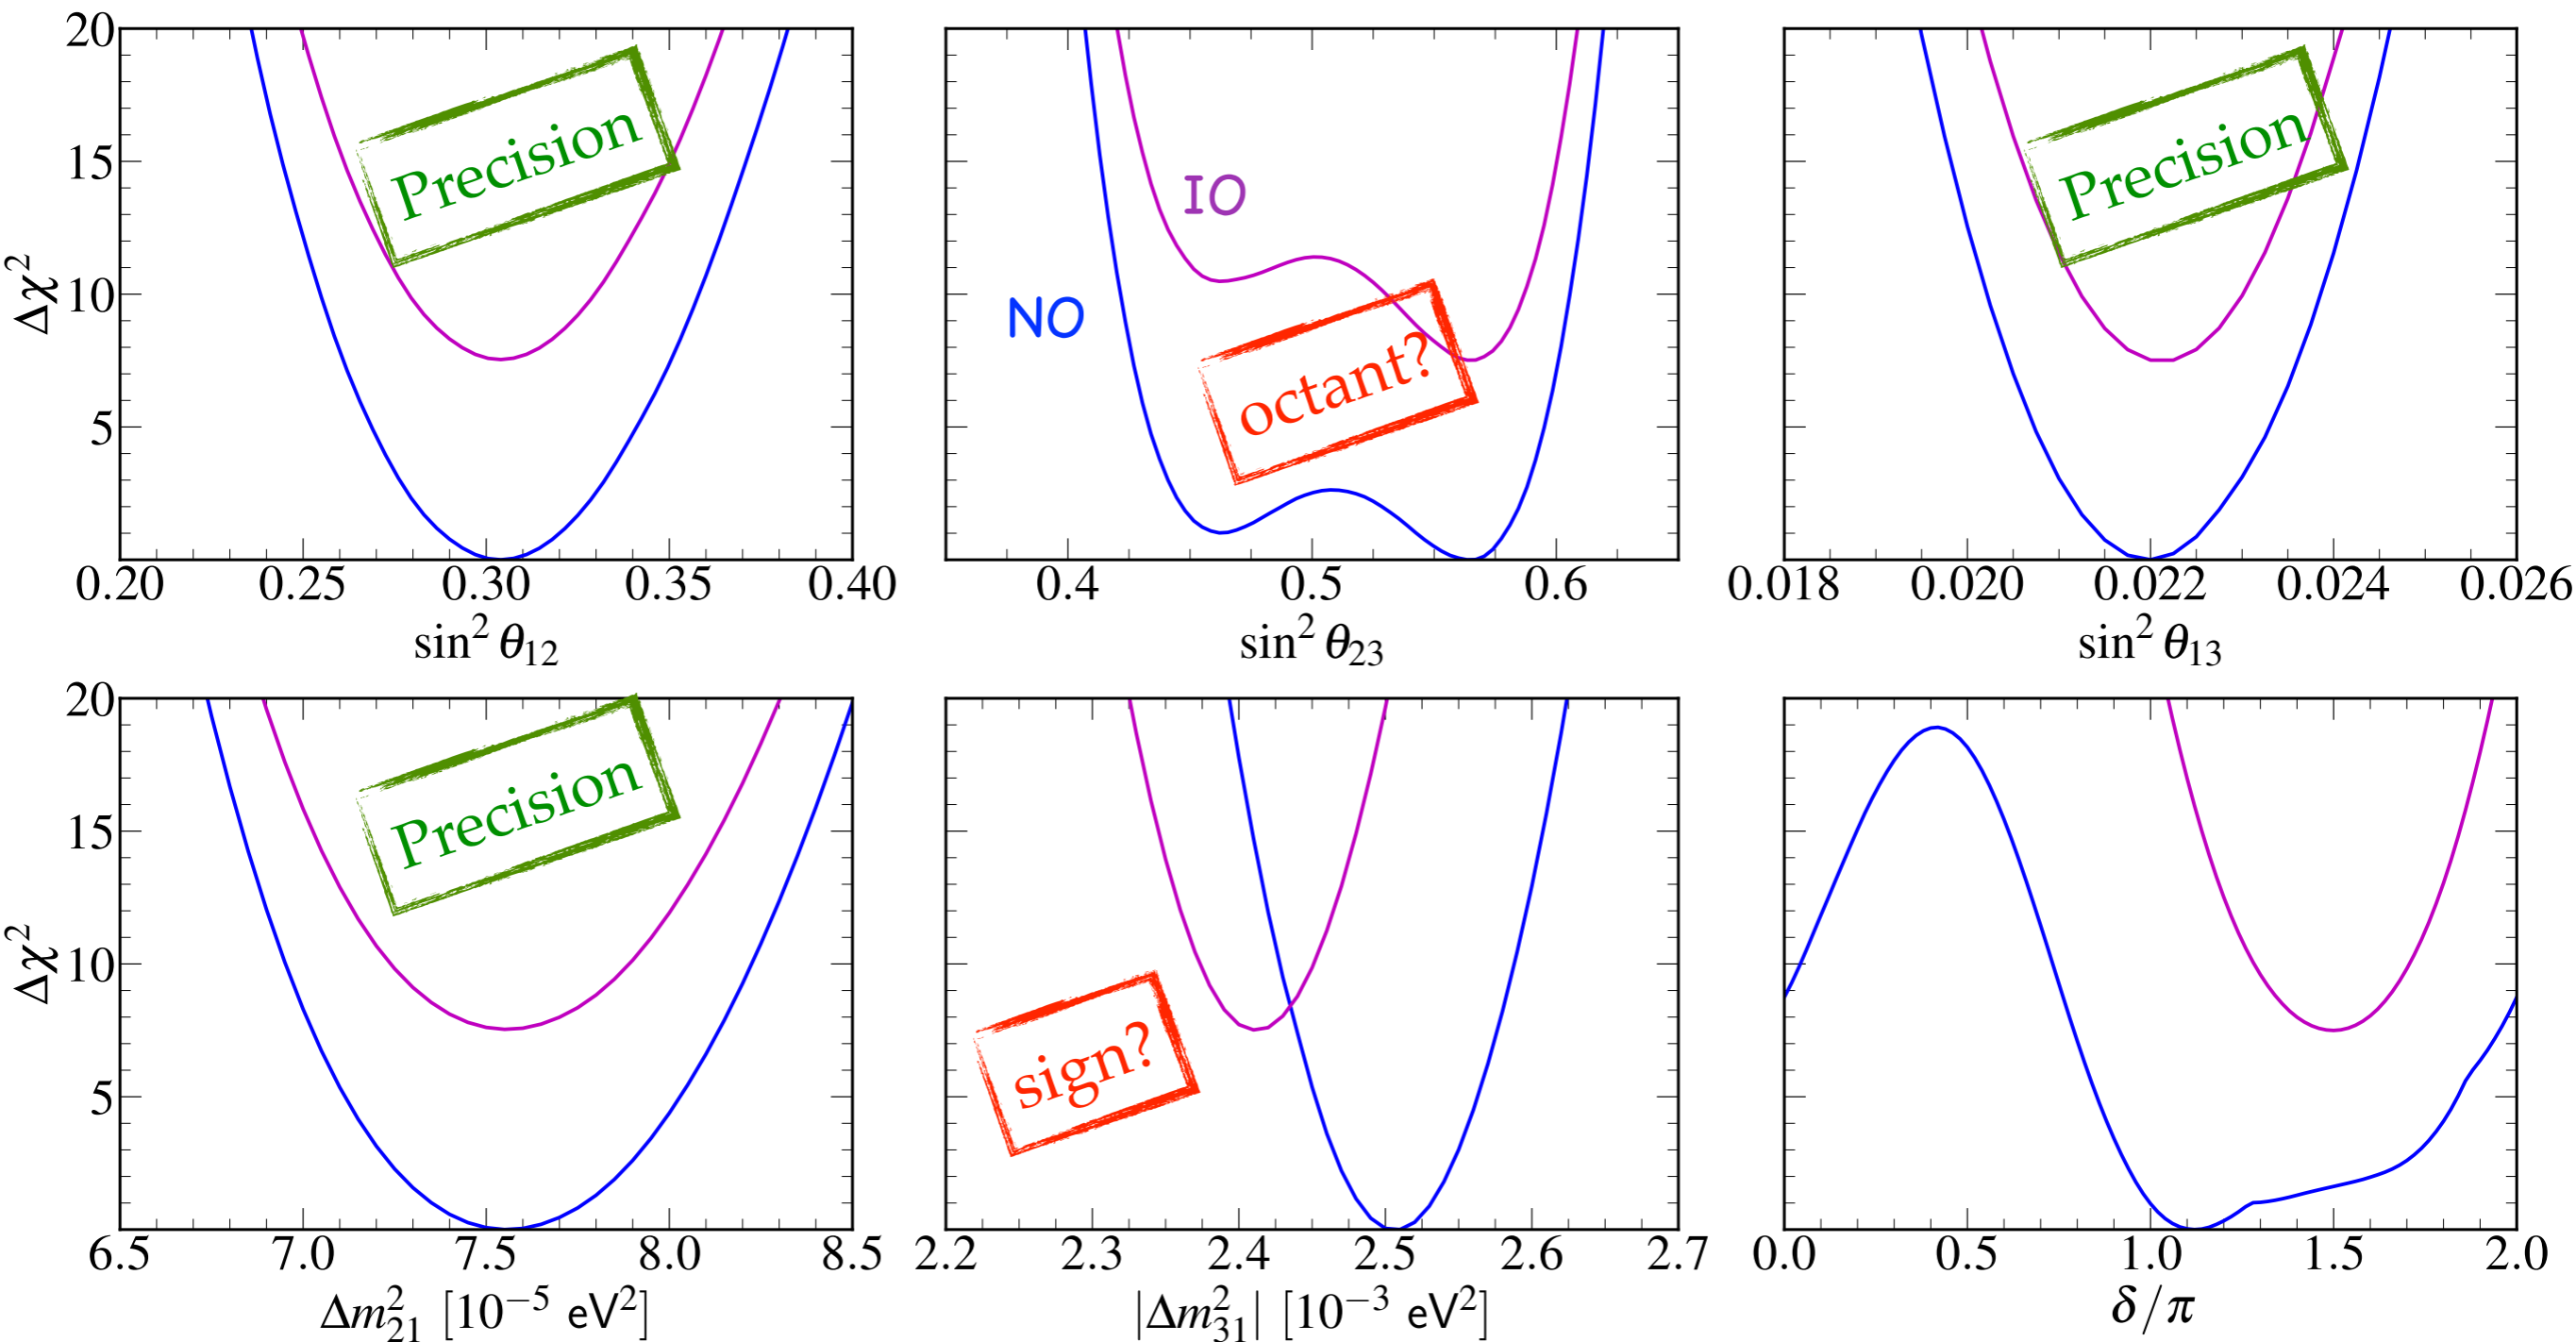 20
15
10
5
Δχ²
Precision
0.20 0.25 0.30 0.35 0.40
sin² θ₁₂
IO
NO
octant?
0.4 0.5 0.6
sin² θ₂₃
Precision
0.018 0.020 0.022 0.024 0.026
sin² θ₁₃
20
15
10
5
Δχ²
Precision
6.5 7.0 7.5 8.0 8.5
Δm²₂₁ [10⁻⁵ eV²]
sign?
2.2 2.3 2.4 2.5 2.6 2.7
|Δm²₃₁| [10⁻³ eV²]
0.0 0.5 1.0 1.5 2.0
δ/π